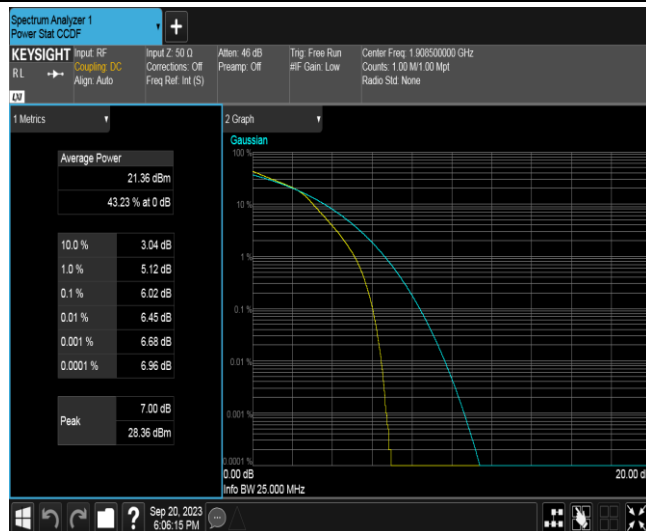 Spectrum Analyzer 1
Power Stat CCDF
+
KEYSIGHT
RL
LXI
Input: RF
Coupling: DC
Align: Auto
Input Z: 50 Ω
Corrections: Off
Freq Ref: Int (S)
Atten: 46 dB
Preamp: Off
Trig: Free Run
#IF Gain: Low
Center Freq: 1.908500000 GHz
Counts: 1.00 M/1.00 Mpt
Radio Std: None
1 Metrics
Average Power
21.36 dBm
43.23 % at 0 dB
10.0 % 3.04 dB
1.0 % 5.12 dB
0.1 % 6.02 dB
0.01 % 6.45 dB
0.001 % 6.68 dB
0.0001 % 6.96 dB
Peak
7.00 dB
28.36 dBm
2 Graph
Gaussian
100 %
10 %
1 %
0.1 %
0.01 %
0.001 %
0.0001 %
0.00 dB
20.00 d
Info BW 25.000 MHz
?
Sep 20, 2023
6:06:15 PM